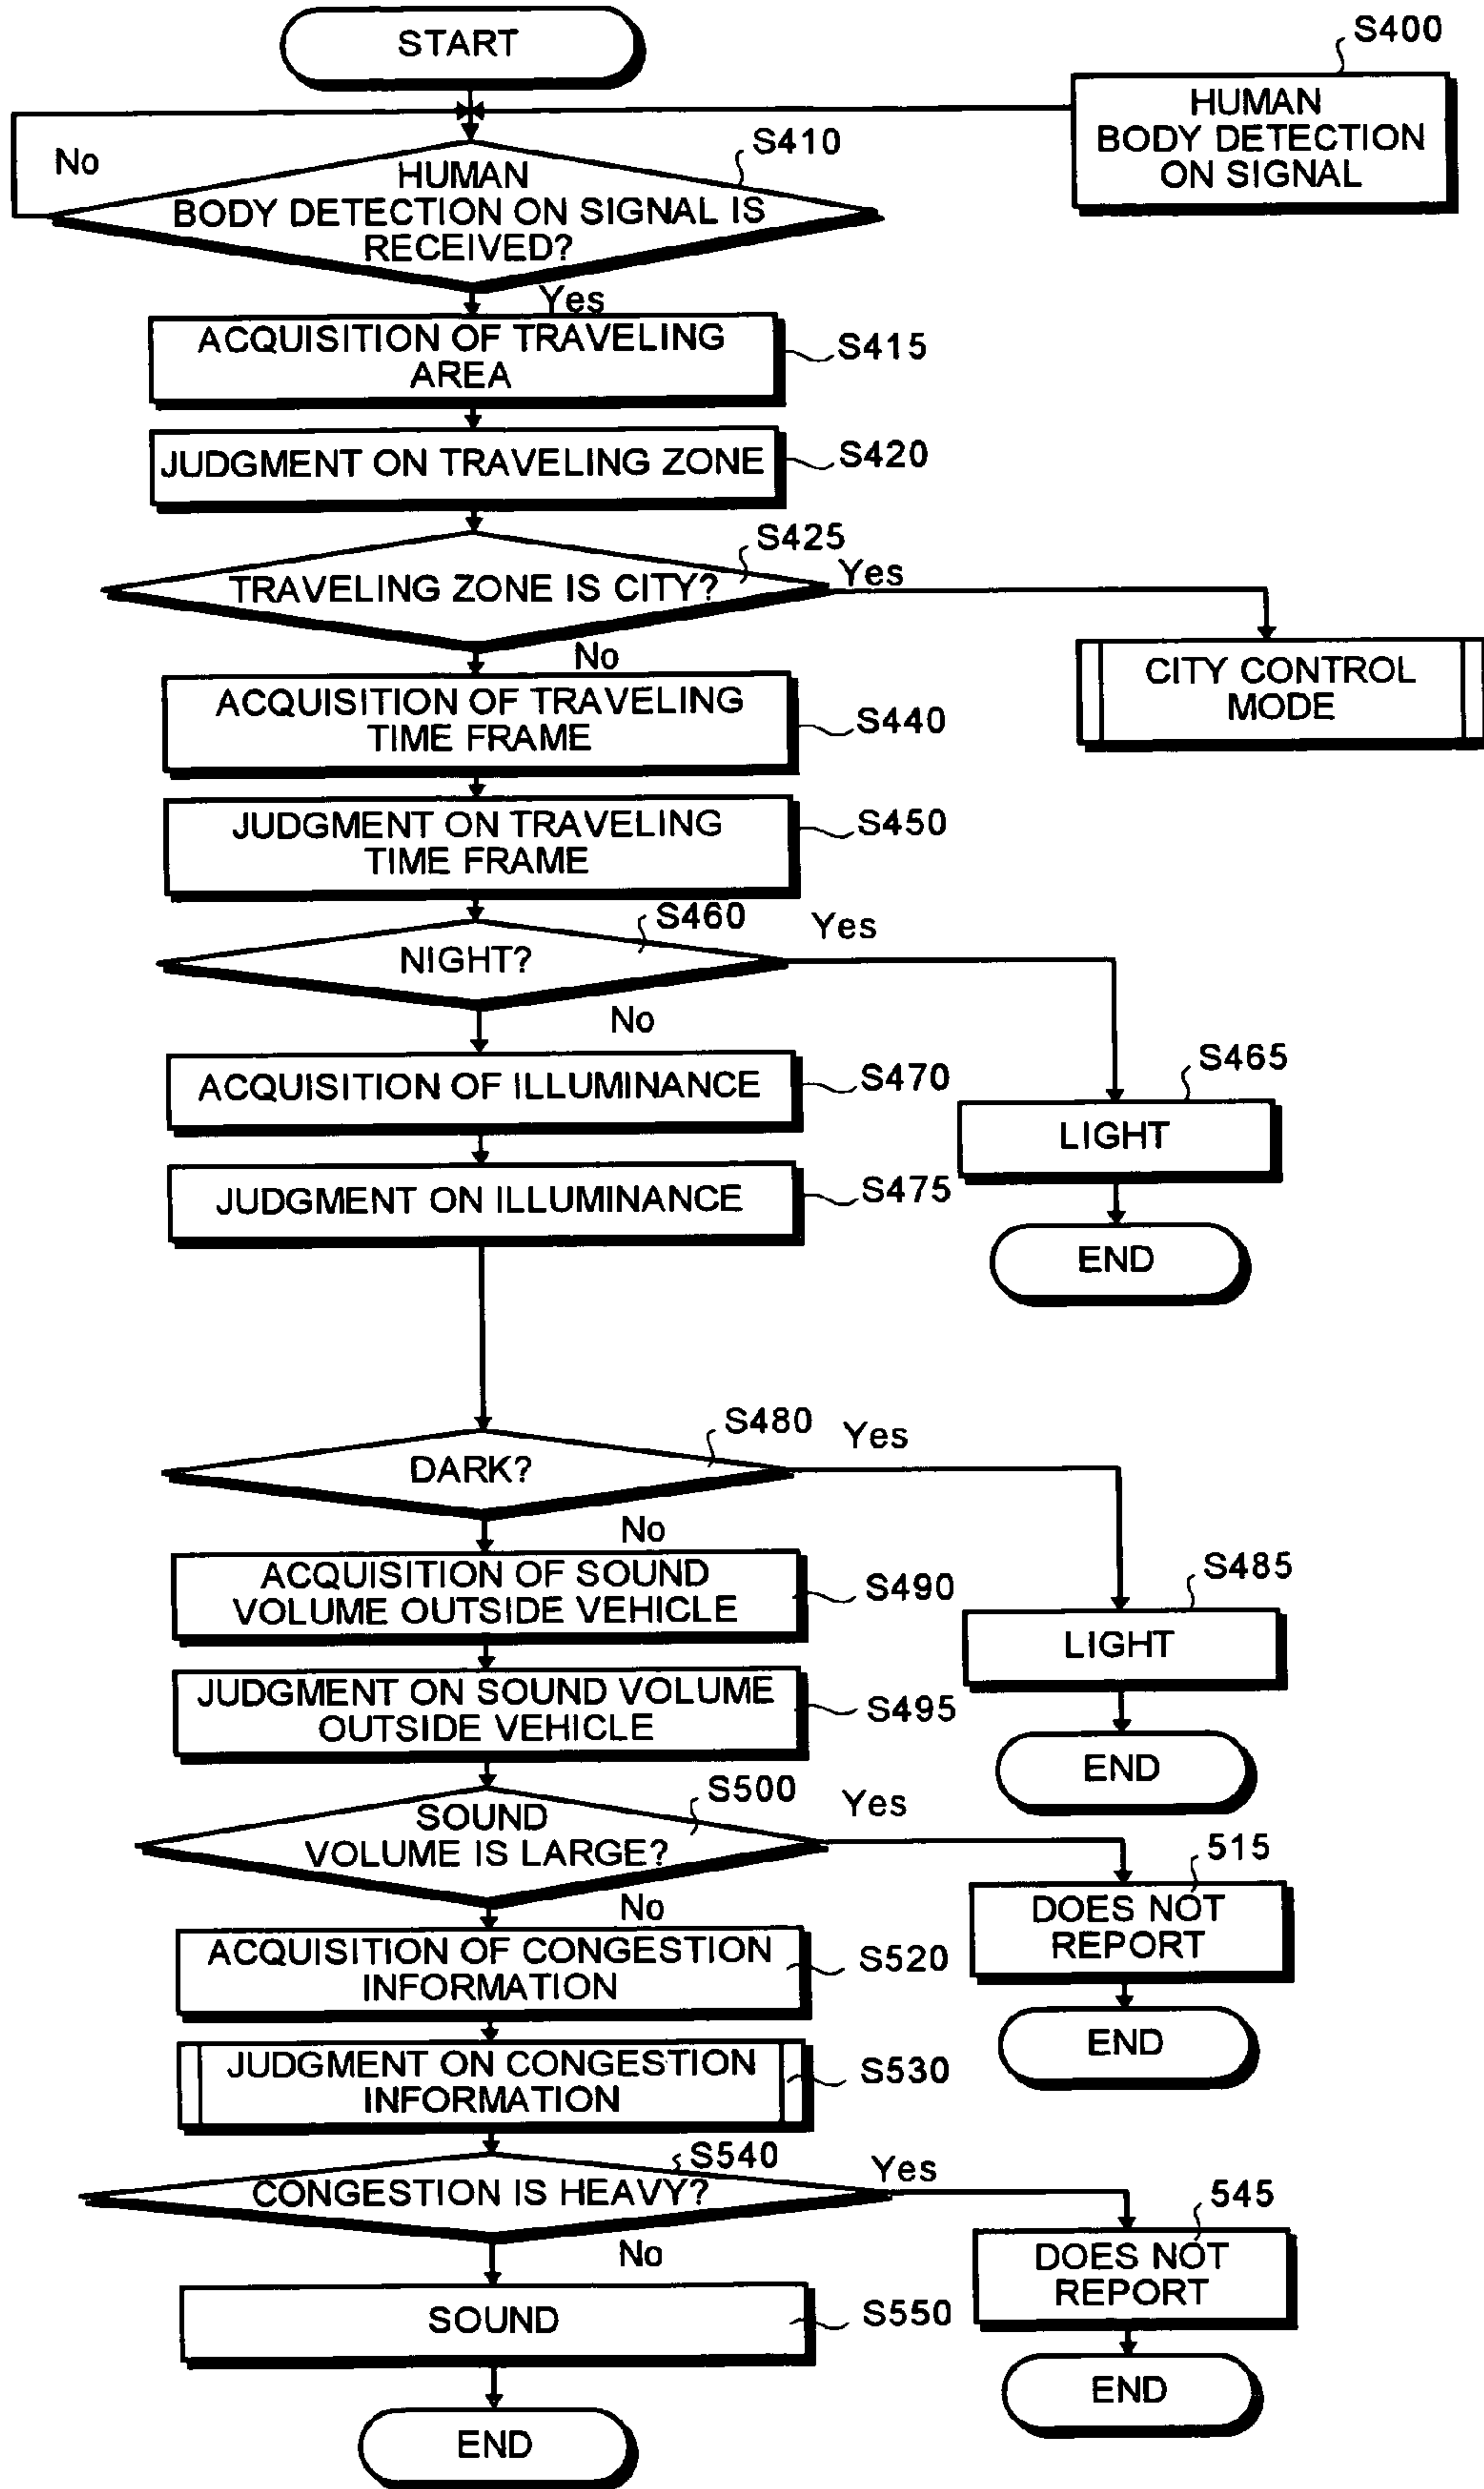 START
S400
HUMAN
BODY DETECTION
ON SIGNAL
No
S410
HUMAN
BODY DETECTION ON SIGNAL IS
RECEIVED?
Yes
ACQUISITION OF TRAVELING
AREA
S415
JUDGMENT ON TRAVELING ZONE
S420
S425
TRAVELING ZONE IS CITY?
Yes
No
CITY CONTROL
MODE
ACQUISITION OF TRAVELING
TIME FRAME
S440
JUDGMENT ON TRAVELING
TIME FRAME
S450
S460
Yes
NIGHT?
No
ACQUISITION OF ILLUMINANCE
S470
S465
LIGHT
JUDGMENT ON ILLUMINANCE
S475
END
S480
Yes
DARK?
No
ACQUISITION OF SOUND
VOLUME OUTSIDE VEHICLE
S490
S485
LIGHT
JUDGMENT ON SOUND VOLUME
OUTSIDE VEHICLE
S495
END
S500
Yes
SOUND
VOLUME IS LARGE?
No
515
DOES NOT
REPORT
ACQUISITION OF CONGESTION
INFORMATION
S520
END
JUDGMENT ON CONGESTION
INFORMATION
S530
S540
Yes
CONGESTION IS HEAVY?
No
545
DOES NOT
REPORT
SOUND
S550
END
END